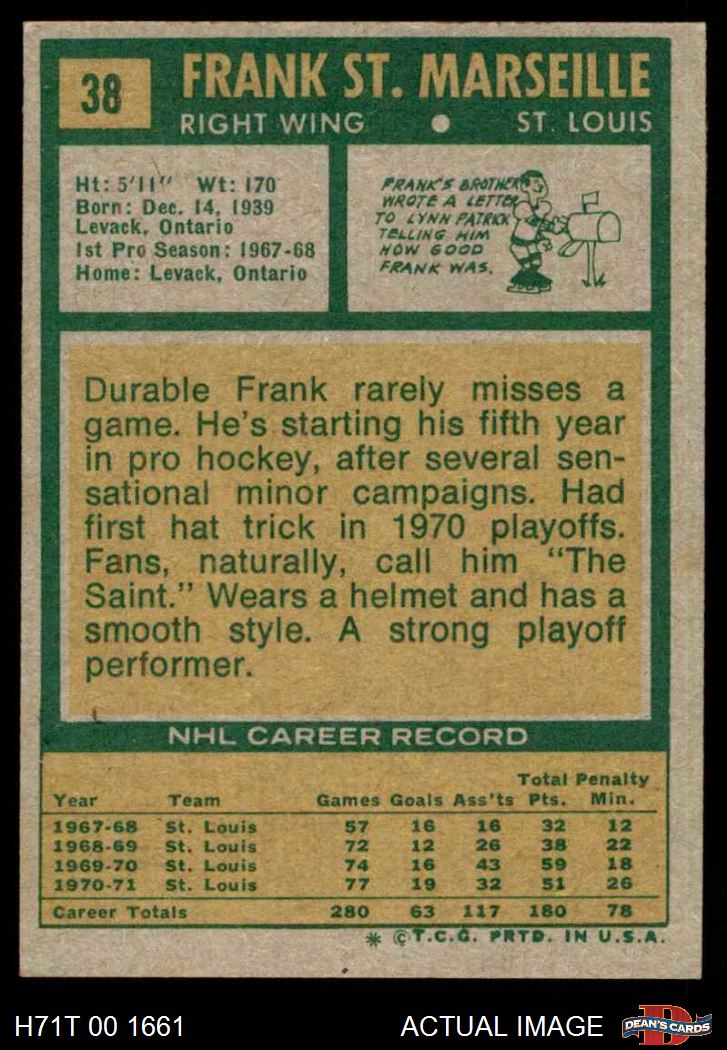 38
FRANK ST. MARSEILLE
RIGHT WING ● ST. LOUIS
Ht: 5'11" Wt: 170
Born: Dec. 14, 1939
Levack, Ontario
1st Pro Season: 1967-68
Home: Levack, Ontario
FRANK'S BROTHER
WROTE A LETTER
TO LYNN PATRICK
TELLING HIM
HOW GOOD
FRANK WAS.
Durable Frank rarely misses a
game. He's starting his fifth year
in pro hockey, after several sen-
sational minor campaigns. Had
first hat trick in 1970 playoffs.
Fans, naturally, call him "The
Saint." Wears a helmet and has a
smooth style. A strong playoff
performer.
NHL CAREER RECORD
Total Penalty
Year Team Games Goals Ass'ts Pts. Min.
1967-68 St. Louis 57 16 16 32 12
1968-69 St. Louis 72 12 26 38 22
1969-70 St. Louis 74 16 43 59 18
1970-71 St. Louis 77 19 32 51 26
Career Totals 280 63 117 180 78
* ©T.C.G. PRTD. IN U.S.A.
H71T 00 1661 ACTUAL IMAGE
D
DEAN'S CARDS